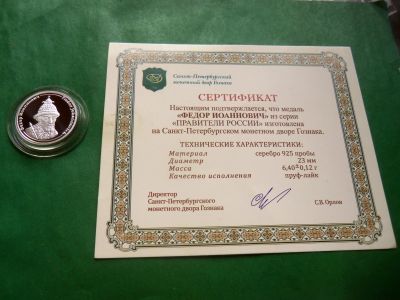 Санкт-Петербургский
монетный двор Гознака
СЕРТИФИКАТ
Настоящим подтверждается, что медаль
«ФЕДОР ИОАННОВИЧ» из серии
«ПРАВИТЕЛИ РОССИИ» изготовлена
на Санкт-Петербургском монетном дворе Гознака.
ТЕХНИЧЕСКИЕ ХАРАКТЕРИСТИКИ:
Материал серебро 925 пробы
Диаметр 23 мм
Масса 6,40±0,12 г
Качество исполнения пруф-лайк
Директор
Санкт-Петербургского
монетного двора Гознака С.В. Орлов